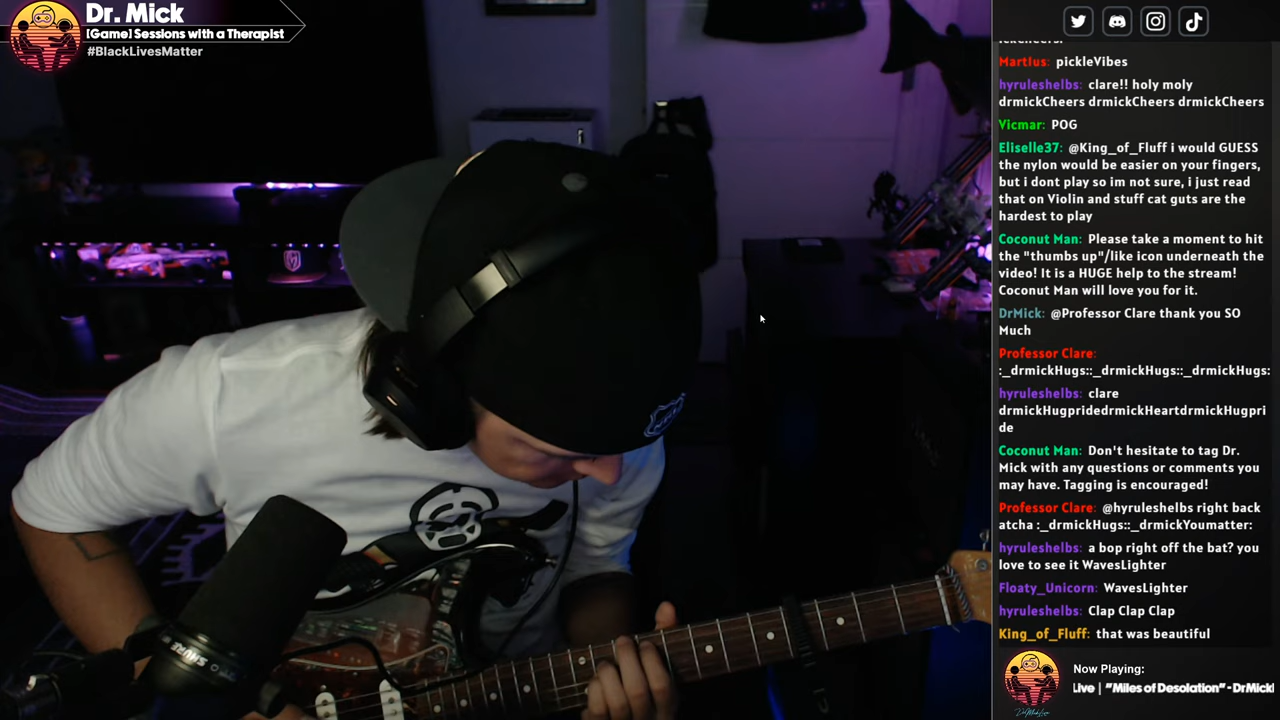 Dr. Mick
[Game] Sessions with a Therapist
#BlackLivesMatter
MartIus: pickleVibes
hyruleshelbs: clare!! holy moly
drmickCheers drmickCheers drmickCheers
Vicmar: POG
Eliselle37: @King_of_Fluff i would GUESS
the nylon would be easier on your fingers,
but i dont play so im not sure, i just read
that on Violin and stuff cat guts are the
hardest to play
Coconut Man: Please take a moment to hit
the "thumbs up"/like icon underneath the
video! It is a HUGE help to the stream!
Coconut Man will love you for it.
DrMick: @Professor Clare thank you SO
Much
Professor Clare:
:_drmickHugs::_drmickHugs::_drmickHugs:
hyruleshelbs: clare
drmickHugpridedrmickHeartdrmickHugpri
de
Coconut Man: Don't hesitate to tag Dr.
Mick with any questions or comments you
may have. Tagging is encouraged!
Professor Clare: @hyruleshelbs right back
atcha :_drmickHugs::_drmickYoumatter:
hyruleshelbs: a bop right off the bat? you
love to see it WavesLighter
Floaty_Unicorn: WavesLighter
hyruleshelbs: Clap Clap Clap
King_of_Fluff: that was beautiful
Now Playing:
Live | "Miles of Desolation" - DrMick
SHURE